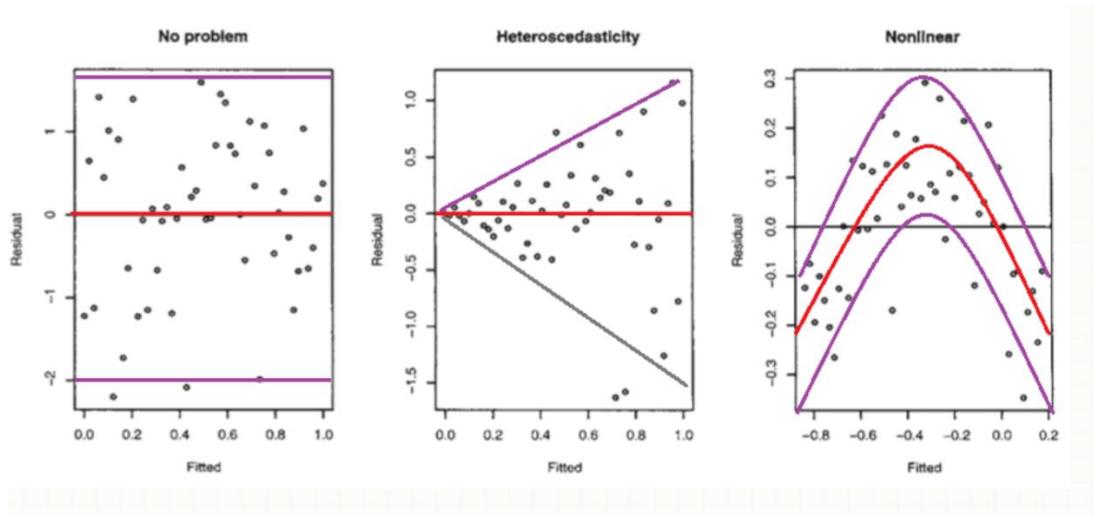 No problem
Heteroscedasticity
Nonlinear
Residual
1
0
−1
−2
0.0 0.2 0.4 0.6 0.8 1.0
Fitted
Residual
1.0
0.5
0.0
−0.5
−1.0
−1.5
0.0 0.2 0.4 0.6 0.8 1.0
Fitted
Residual
0.3
0.2
0.1
0.0
−0.1
−0.2
−0.3
−0.8 −0.6 −0.4 −0.2 0.0 0.2
Fitted